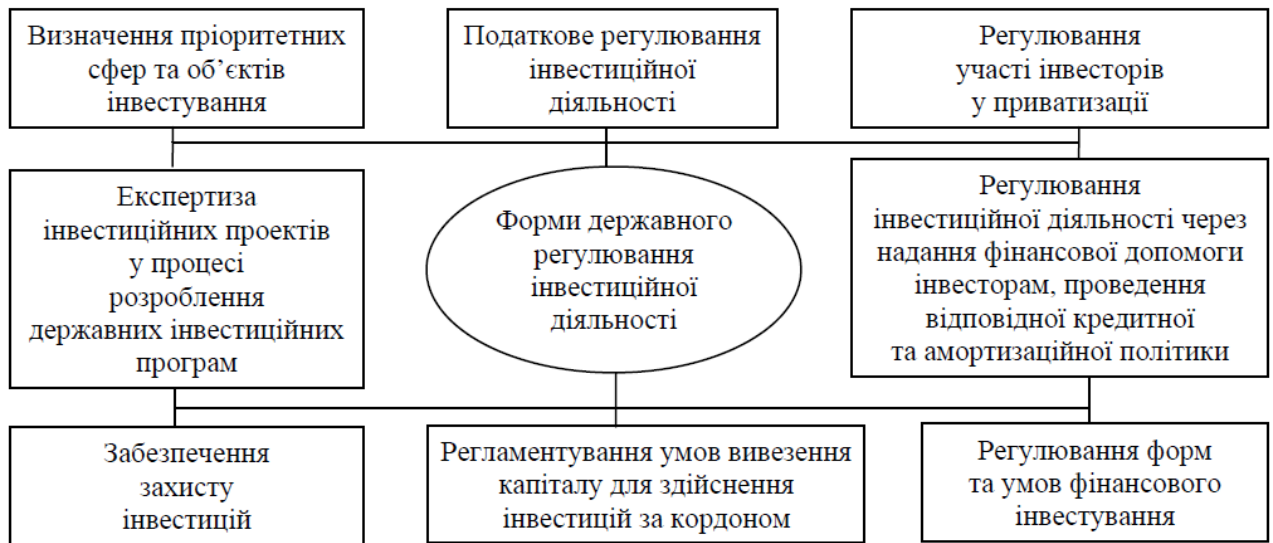 Визначення пріоритетних
сфер та об’єктів
інвестування
Податкове регулювання
інвестиційної
діяльності
Регулювання
участі інвесторів
у приватизації
Експертиза
інвестиційних проектів
у процесі
розроблення
державних інвестиційних
програм
Форми державного
регулювання
інвестиційної
діяльності
Регулювання
інвестиційної діяльності через
надання фінансової допомоги
інвесторам, проведення
відповідної кредитної
та амортизаційної політики
Забезпечення
захисту
інвестицій
Регламентування умов вивезення
капіталу для здійснення
інвестицій за кордоном
Регулювання форм
та умов фінансового
інвестування